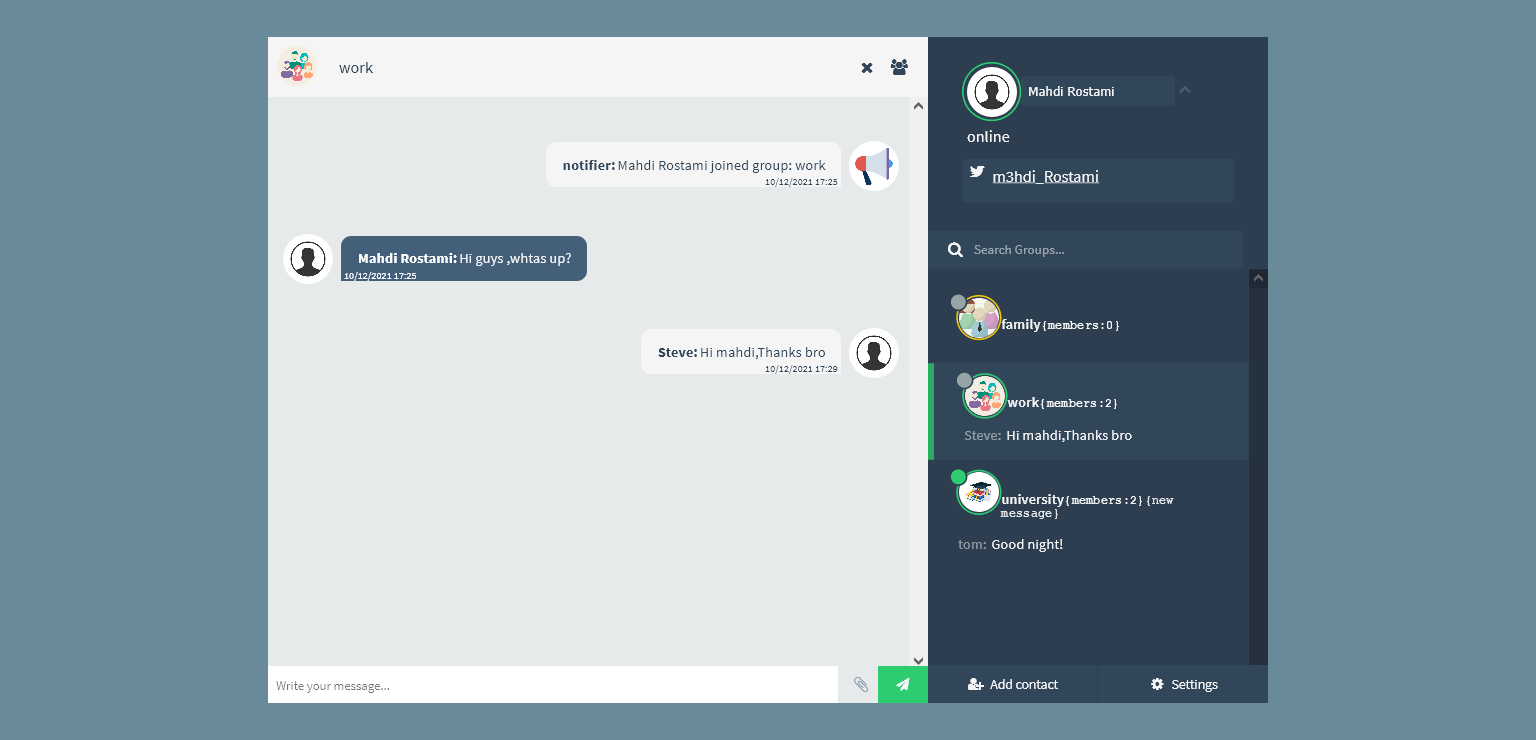 work
notifier: Mahdi Rostami joined group: work
10/12/2021 17:25
Mahdi Rostami: Hi guys ,whtas up?
10/12/2021 17:25
Steve: Hi mahdi,Thanks bro
10/12/2021 17:29
Write your message...
Mahdi Rostami
online
m3hdi_Rostami
Search Groups...
family{members:0}
work{members:2}
Steve: Hi mahdi,Thanks bro
university{members:2}{new
message}
tom: Good night!
Add contact
Settings